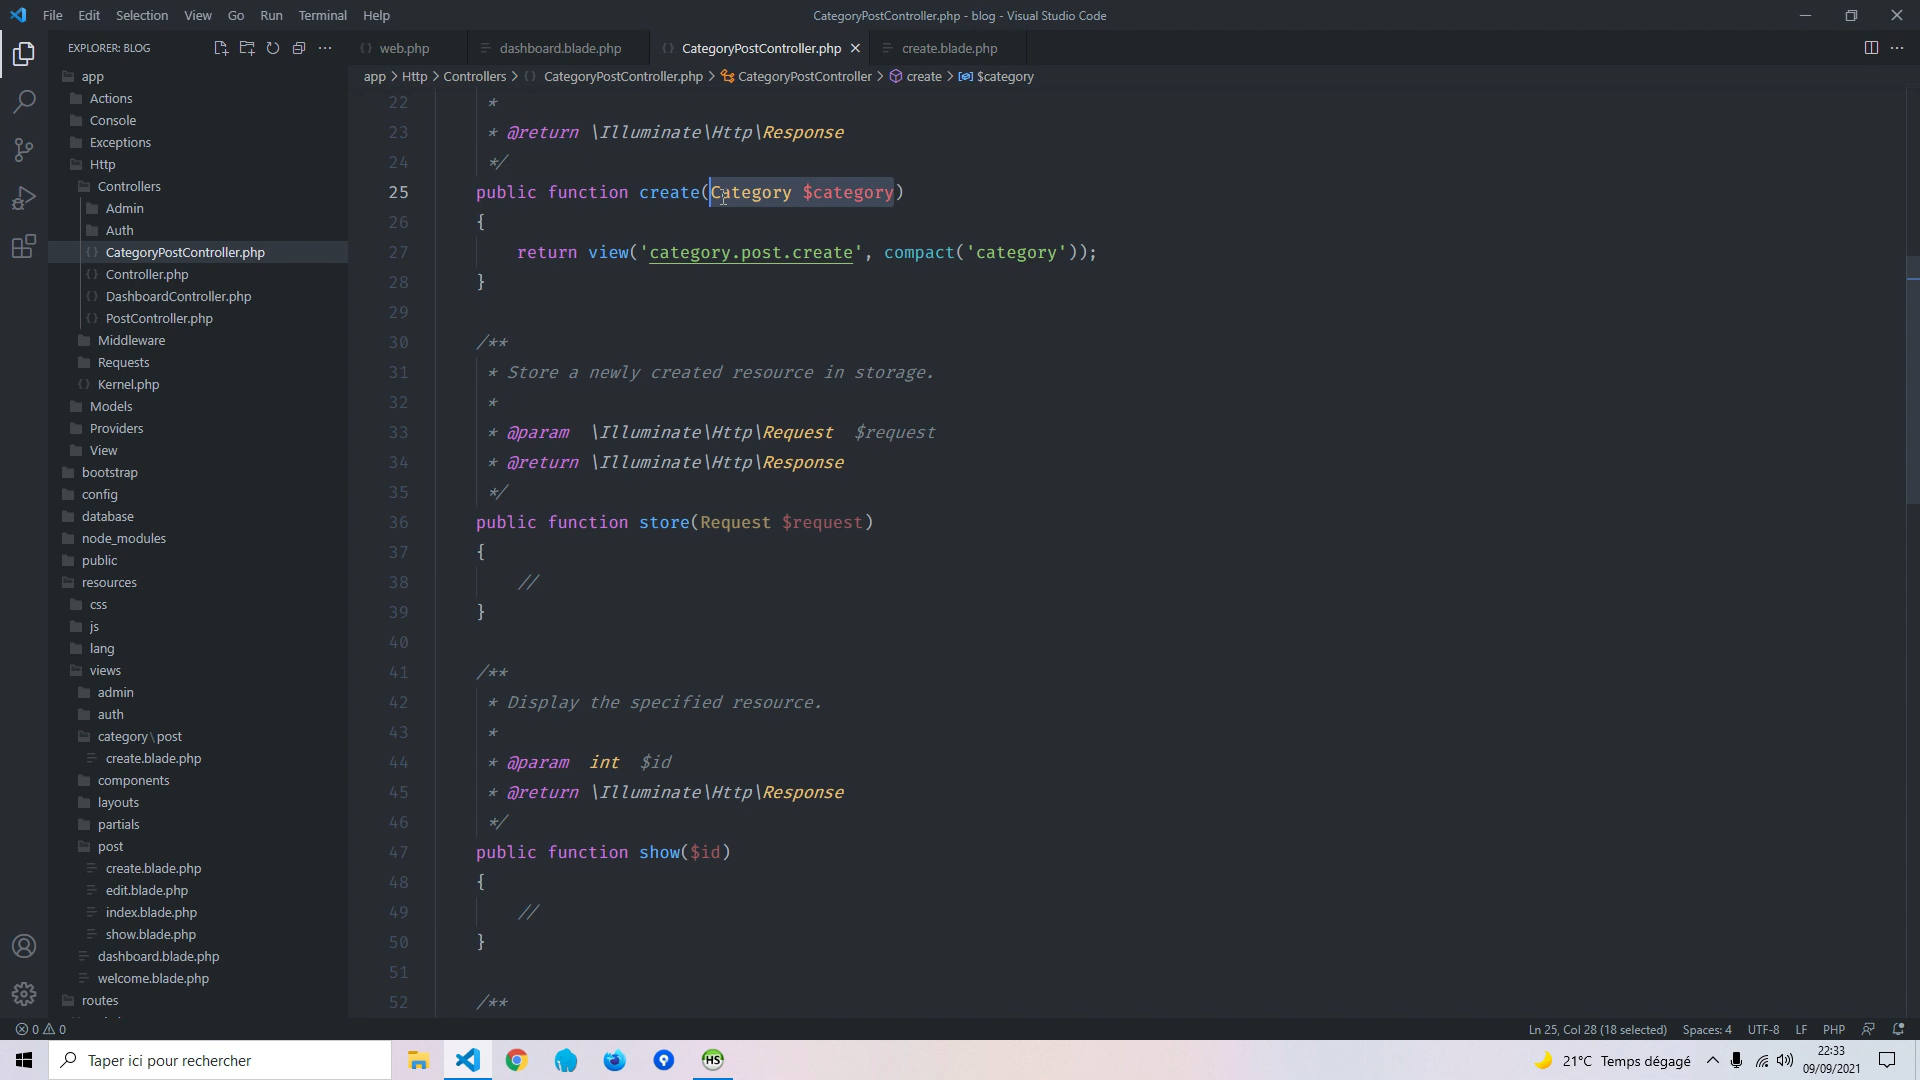 File Edit Selection View Go Run Terminal Help
CategoryPostController.php - blog - Visual Studio Code
EXPLORER: BLOG
web.php
dashboard.blade.php
CategoryPostController.php
create.blade.php
app > Http > Controllers > CategoryPostController.php > CategoryPostController > create > $category
app
Actions
Console
Exceptions
Http
Controllers
Admin
Auth
CategoryPostController.php
Controller.php
DashboardController.php
PostController.php
Middleware
Requests
Kernel.php
Models
Providers
View
bootstrap
config
database
node_modules
public
resources
css
js
lang
views
admin
auth
category\post
create.blade.php
components
layouts
partials
post
create.blade.php
edit.blade.php
index.blade.php
show.blade.php
dashboard.blade.php
welcome.blade.php
routes
22 *
23 * @return \Illuminate\Http\Response
24 */
25 public function create(Category $category)
26 {
27 return view('category.post.create', compact('category'));
28 }
29
30 /**
31 * Store a newly created resource in storage.
32 *
33 * @param  \Illuminate\Http\Request  $request
34 * @return \Illuminate\Http\Response
35 */
36 public function store(Request $request)
37 {
38 //
39 }
40
41 /**
42 * Display the specified resource.
43 *
44 * @param  int  $id
45 * @return \Illuminate\Http\Response
46 */
47 public function show($id)
48 {
49 //
50 }
51
52 /**
0 0
Ln 25, Col 28 (18 selected) Spaces: 4 UTF-8 LF PHP
Taper ici pour rechercher
HS
21°C Temps dégagé
22:33
09/09/2021